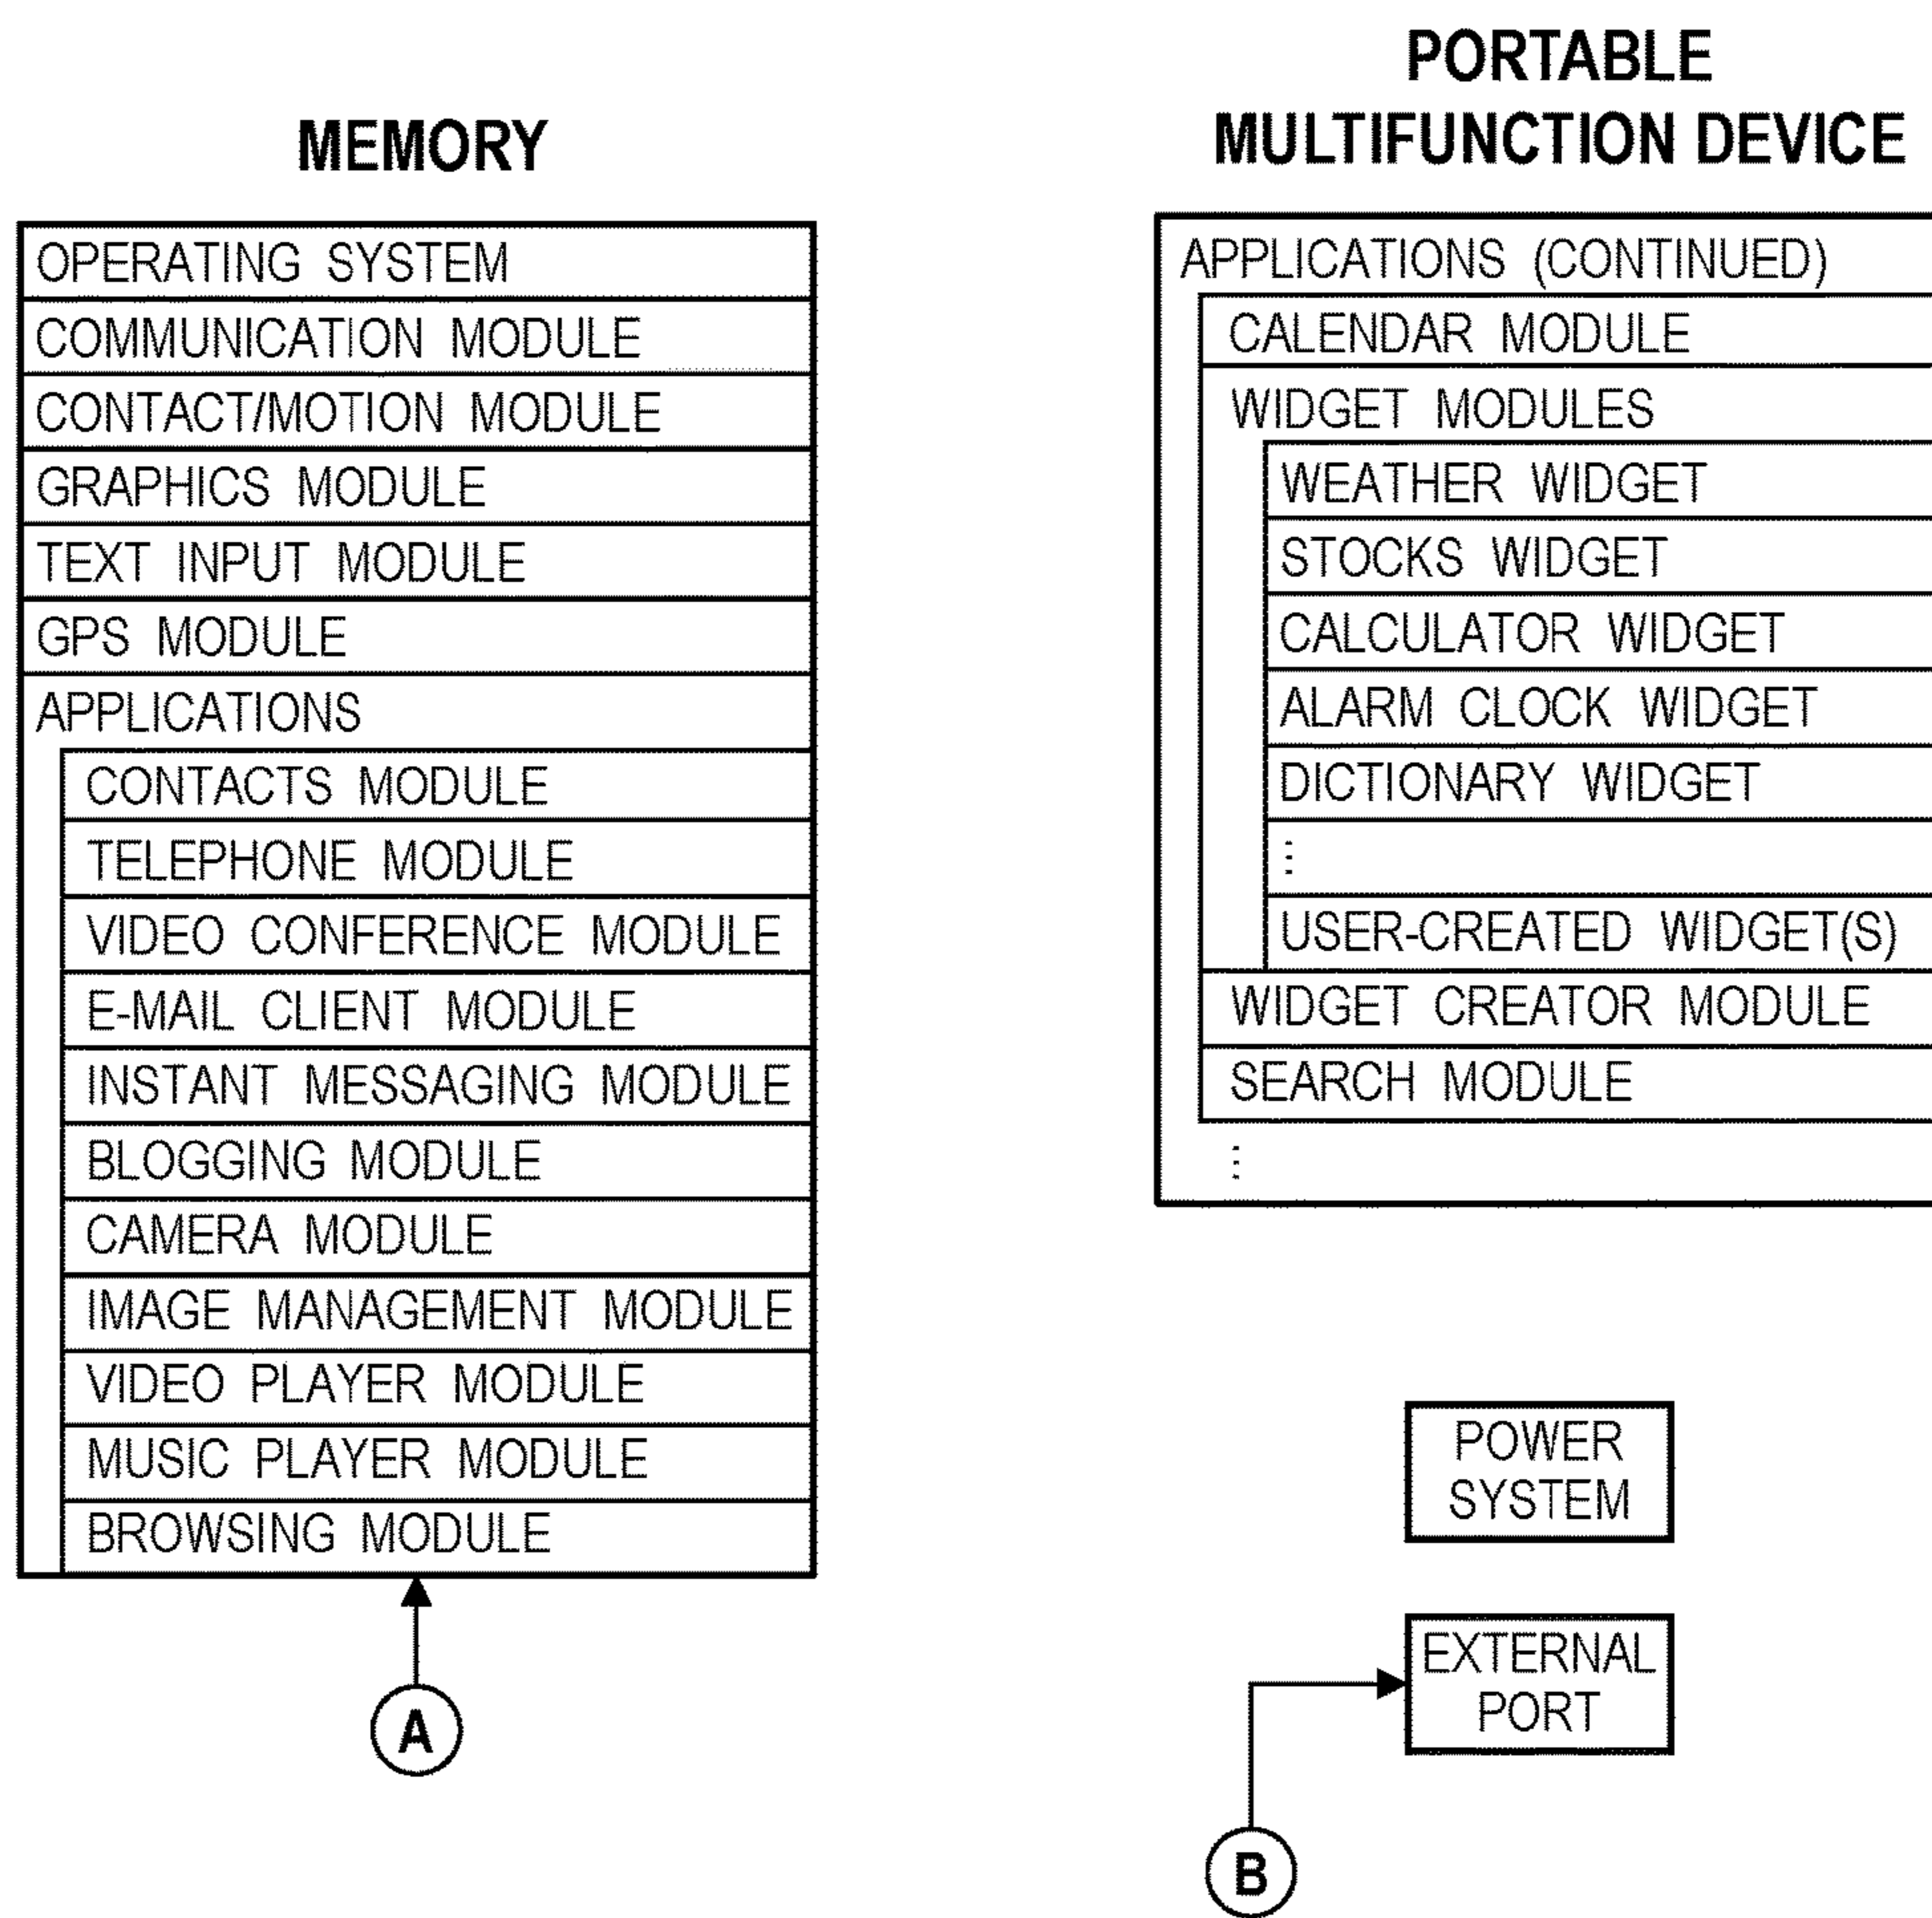 MEMORY
OPERATING SYSTEM
COMMUNICATION MODULE
CONTACT/MOTION MODULE
GRAPHICS MODULE
TEXT INPUT MODULE
GPS MODULE
APPLICATIONS
CONTACTS MODULE
TELEPHONE MODULE
VIDEO CONFERENCE MODULE
E-MAIL CLIENT MODULE
INSTANT MESSAGING MODULE
BLOGGING MODULE
CAMERA MODULE
IMAGE MANAGEMENT MODULE
VIDEO PLAYER MODULE
MUSIC PLAYER MODULE
BROWSING MODULE
A
PORTABLE
MULTIFUNCTION DEVICE
APPLICATIONS (CONTINUED)
CALENDAR MODULE
WIDGET MODULES
WEATHER WIDGET
STOCKS WIDGET
CALCULATOR WIDGET
ALARM CLOCK WIDGET
DICTIONARY WIDGET
⋮
USER-CREATED WIDGET(S)
WIDGET CREATOR MODULE
SEARCH MODULE
⋮
POWER
SYSTEM
EXTERNAL
PORT
B